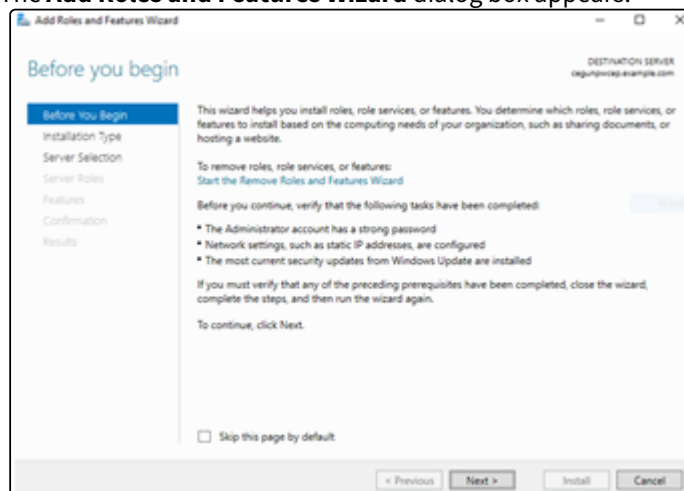 The Add Roles and Features Wizard dialog box appears.
Add Roles and Features Wizard
Before you begin
DESTINATION SERVER
Before You Begin
Installation Type
Server Selection
Server Roles
Features
Confirmation
Results
This wizard helps you install roles, role services, or features. You determine which roles, role services, or
features to install based on the computing needs of your organization, such as sharing documents, or
hosting a website.
To remove roles, role services, or features:
Start the Remove Roles and Features Wizard
Before you continue, verify that the following tasks have been completed:
• The Administrator account has a strong password
• Network settings, such as static IP addresses, are configured
• The most current security updates from Windows Update are installed
If you must verify that any of the preceding prerequisites have been completed, close the wizard,
complete the steps, and then run the wizard again.
To continue, click Next.
Skip this page by default
< Previous
Next >
Install
Cancel